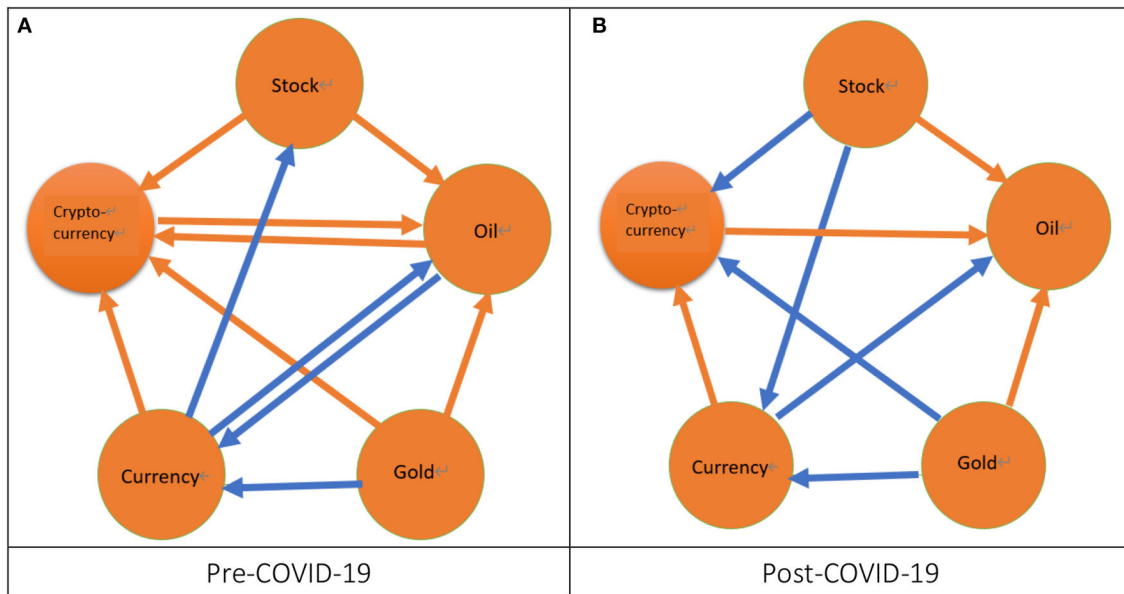 A
Stock↵
Crypto-↵
currency↵
Oil↵
Currency↵
Gold↵
Pre-COVID-19
B
Stock↵
Crypto-↵
currency↵
Oil↵
Currency↵
Gold↵
Post-COVID-19